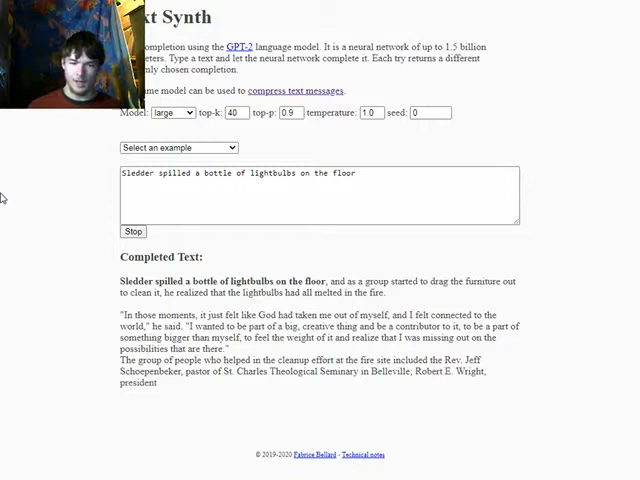 xt Synth
ompletion using the GPT-2 language model. It is a neural network of up to 1.5 billion
eters. Type a text and let the neural network complete it. Each try returns a different
mly chosen completion.
ame model can be used to compress text messages.
Model: large top-k: 40 top-p: 0.9 temperature: 1.0 seed: 0
Select an example
Sledder spilled a bottle of lightbulbs on the floor
Stop
Completed Text:
Sledder spilled a bottle of lightbulbs on the floor, and as a group started to drag the furniture out
to clean it, he realized that the lightbulbs had all melted in the fire.
"In those moments, it just felt like God had taken me out of myself, and I felt connected to the
world," he said. "I wanted to be part of a big, creative thing and be a contributor to it, to be a part of
something bigger than myself, to feel the weight of it and realize that I was missing out on the
possibilities that are there."
The group of people who helped in the cleanup effort at the fire site included the Rev. Jeff
Schoepenbeker, pastor of St. Charles Theological Seminary in Belleville; Robert E. Wright,
president
© 2019-2020 Fabrice Bellard - Technical notes